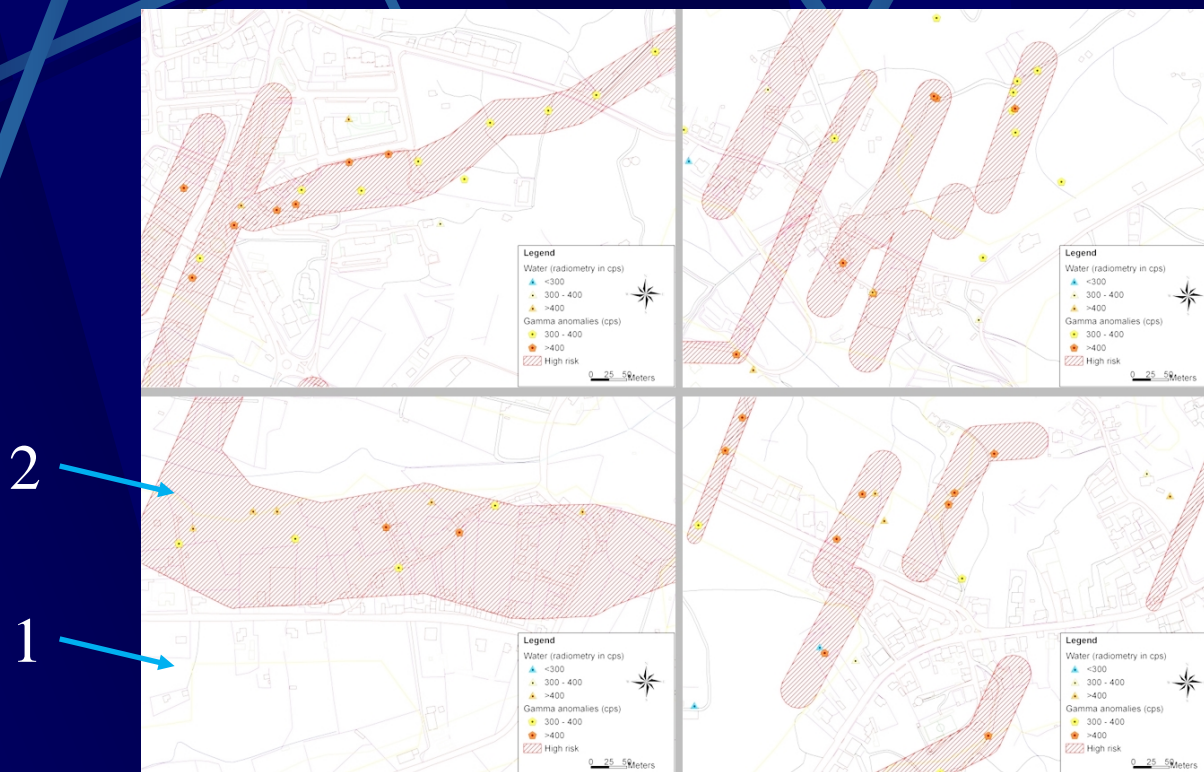 Legend
Water (radiometry in cps)
<300
300 - 400
>400
Gamma anomalies (cps)
300 - 400
>400
High risk
0 25 50
Meters
Legend
Water (radiometry in cps)
<300
300 - 400
>400
Gamma anomalies (cps)
300 - 400
>400
High risk
0 25 50
Meters
2
1
Legend
Water (radiometry in cps)
<300
300 - 400
>400
Gamma anomalies (cps)
300 - 400
>400
High risk
0 25 50
Meters
Legend
Water (radiometry in cps)
<300
300 - 400
>400
Gamma anomalies (cps)
300 - 400
>400
High risk
0 25 50
Meters